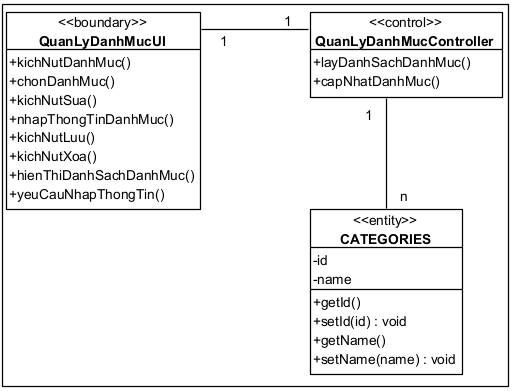 <<boundary>>
QuanLyDanhMucUI
+kichNutDanhMuc()
+chonDanhMuc()
+kichNutSua()
+nhapThongTinDanhMuc()
+kichNutLuu()
+kichNutXoa()
+hienThiDanhSachDanhMuc()
+yeuCauNhapThongTin()
1
1
<<control>>
QuanLyDanhMucController
+layDanhSachDanhMuc()
+capNhatDanhMuc()
1
n
<<entity>>
CATEGORIES
-id
-name
+getId()
+setId(id) : void
+getName()
+setName(name) : void